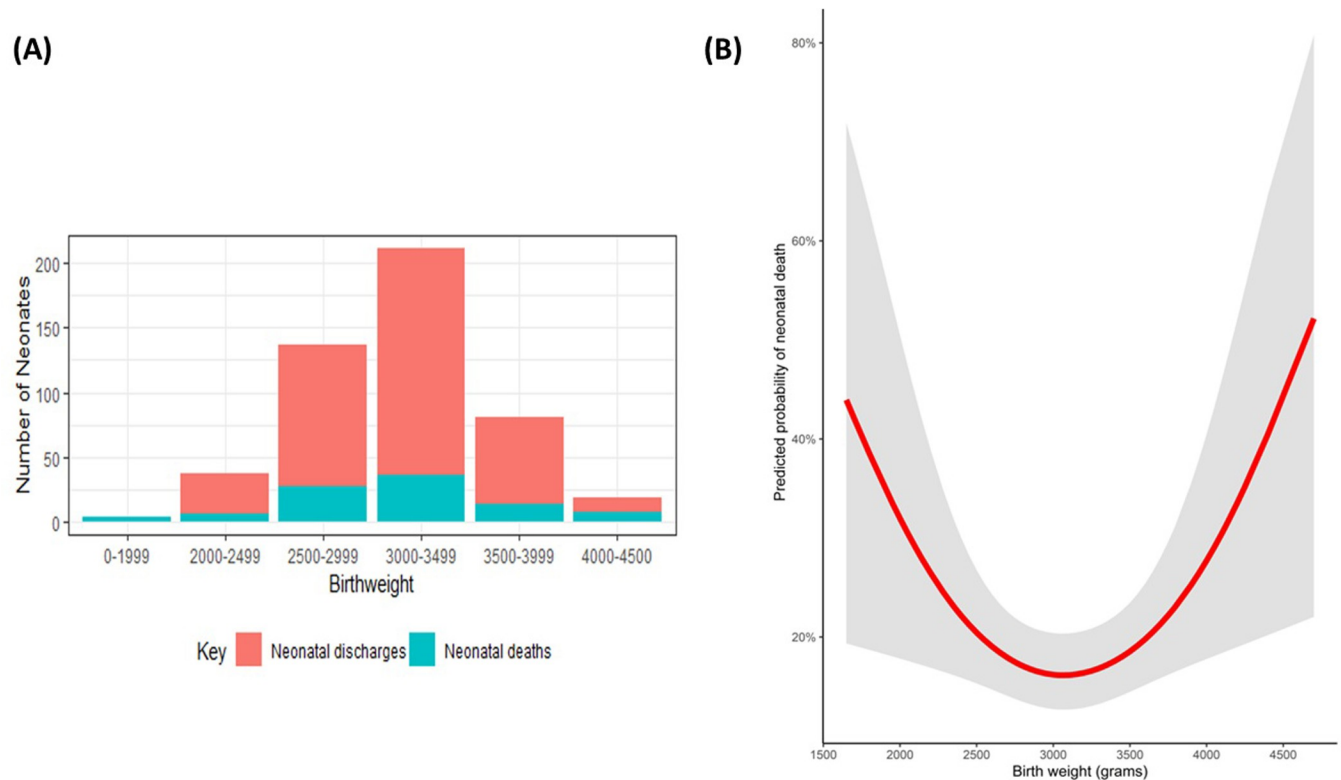 (A)
Number of Neonates
200
150
100
50
0
0-1999 2000-2499 2500-2999 3000-3499 3500-3999 4000-4500
Birthweight
Key Neonatal discharges Neonatal deaths
(B)
Predicted probability of neonatal death
80%
60%
40%
20%
1500 2000 2500 3000 3500 4000 4500
Birth weight (grams)